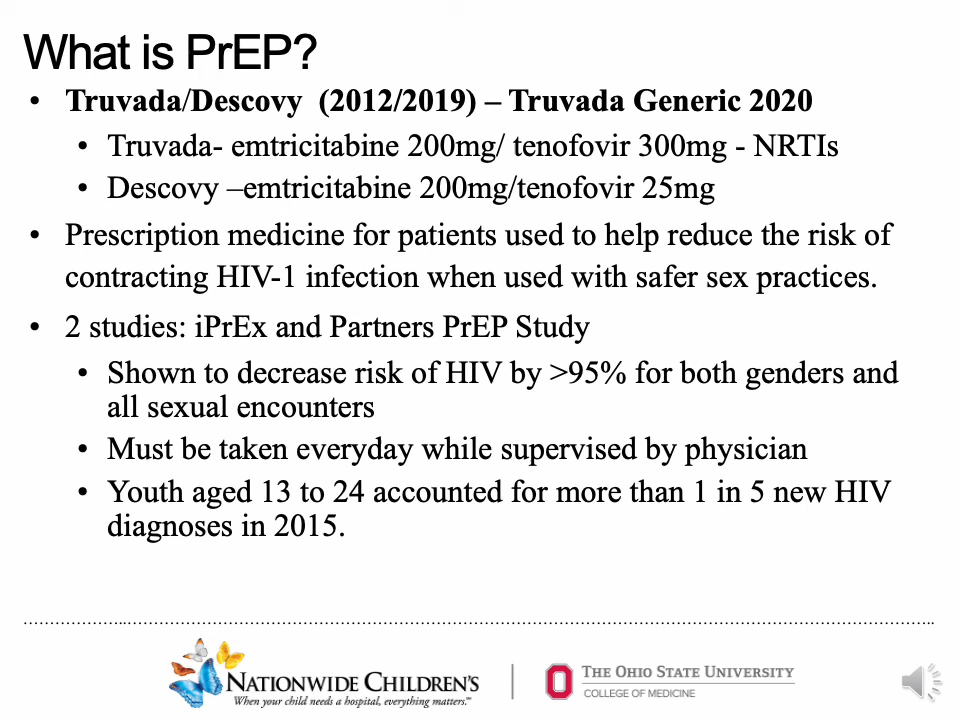 What is PrEP?
• Truvada/Descovy (2012/2019) – Truvada Generic 2020
• Truvada- emtricitabine 200mg/ tenofovir 300mg - NRTIs
• Descovy –emtricitabine 200mg/tenofovir 25mg
• Prescription medicine for patients used to help reduce the risk of
contracting HIV-1 infection when used with safer sex practices.
• 2 studies: iPrEx and Partners PrEP Study
• Shown to decrease risk of HIV by >95% for both genders and
all sexual encounters
• Must be taken everyday while supervised by physician
• Youth aged 13 to 24 accounted for more than 1 in 5 new HIV
diagnoses in 2015.
NATIONWIDE CHILDREN'S
When your child needs a hospital, everything matters.™
THE OHIO STATE UNIVERSITY
COLLEGE OF MEDICINE